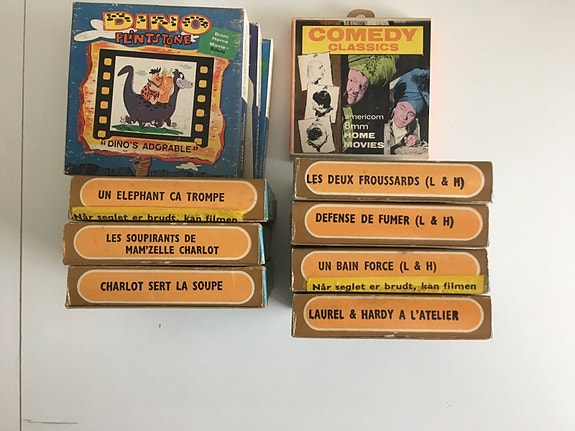 DINO
FLINTSTONE
8mm
Home
Movie
"DINO'S ADORABLE"
COMEDY
CLASSICS
americom
8mm
HOME
MOVIES
UN ELEPHANT CA TROMPE
Når seglet er brudt, kan filmen
LES SOUPIRANTS DE
MAM'ZELLE CHARLOT
CHARLOT SERT LA SOUPE
LES DEUX FROUSSARDS (L & H)
DEFENSE DE FUMER (L & H)
UN BAIN FORCE (L & H)
Når seglet er brudt, kan filmen
LAUREL & HARDY A L'ATELIER